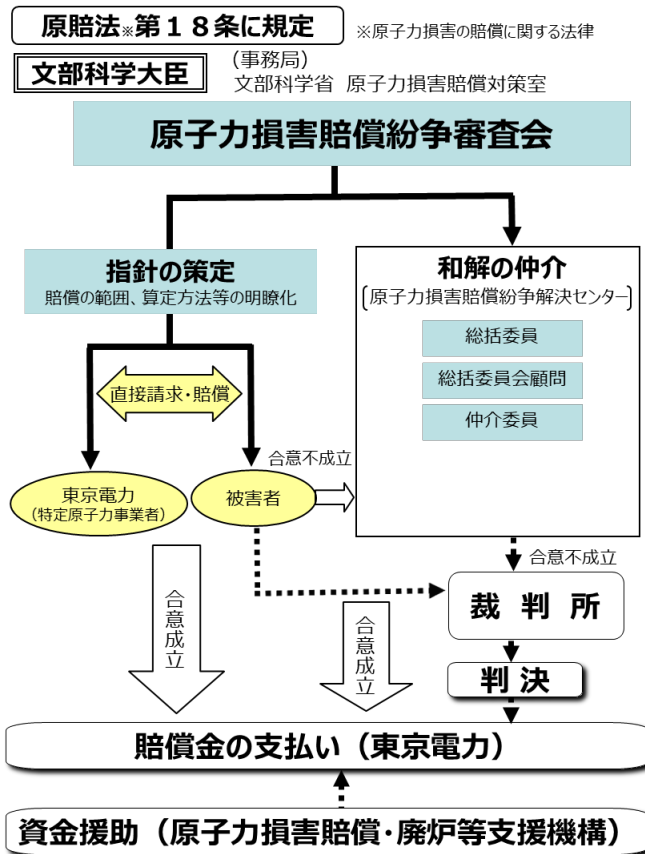 原賠法※第１８条に規定
※原子力損害の賠償に関する法律
文部科学大臣
(事務局)
文部科学省 原子力損害賠償対策室
原子力損害賠償紛争審査会
指針の策定
賠償の範囲、算定方法等の明瞭化
和解の仲介
〔原子力損害賠償紛争解決センター〕
総括委員
総括委員会顧問
仲介委員
直接請求・賠償
合意不成立
東京電力
(特定原子力事業者)
被害者
合意不成立
裁 判 所
合意成立
合意成立
判 決
賠償金の支払い（東京電力）
資金援助（原子力損害賠償・廃炉等支援機構）